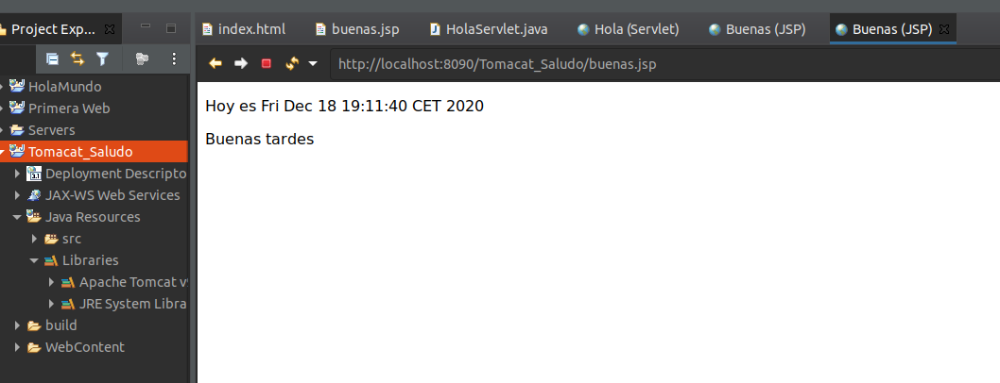 Project Exp...
index.html
buenas.jsp
HolaServlet.java
Hola (Servlet)
Buenas (JSP)
Buenas (JSP)
http://localhost:8090/Tomacat_Saludo/buenas.jsp
HolaMundo
Primera Web
Servers
Tomacat_Saludo
Deployment Descripto
JAX-WS Web Services
Java Resources
src
Libraries
Apache Tomcat v
JRE System Libra
build
WebContent
Hoy es Fri Dec 18 19:11:40 CET 2020
Buenas tardes